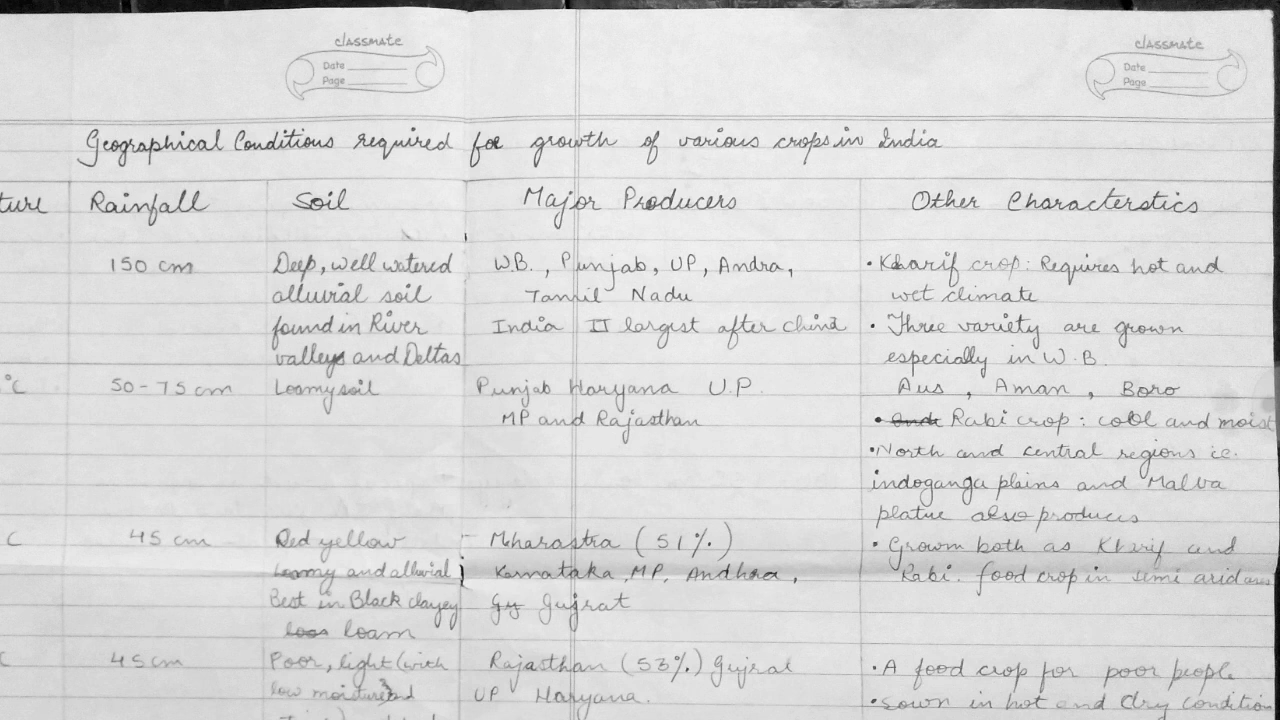 classmate
Date
Page
classmate
Date
Page
Geographical Conditions required for growth of various crops in India
ture Rainfall Soil Major Producers Other Characterstics
150 cm Deep, well watered W.B., Punjab, UP, Andra, • Kharif crop: Requires hot and
alluvial soil Tamil Nadu wet climate
found in River India II largest after china • Three variety are grown
valleys and Deltas especially in W.B.
°C 50-75 cm Loamy soil Punjab Haryana U.P. Aus, Aman, Boro
MP and Rajasthan • Rabi crop: cool and moist
• North and central regions ie.
indoganga plains and Malva
platue also produces
C 45 cm Red yellow Mharastra (51%) • Grown both as Kharif and
loamy and alluvial Karnataka, MP, Andhra, Rabi. food crop in semi arid
Best in Black clayey Gujrat
loam
C 45cm Poor, light (with Rajasthan (53%) Gujrat • A food crop for poor people
low moisture UP Haryana. • sown in hot and dry condition